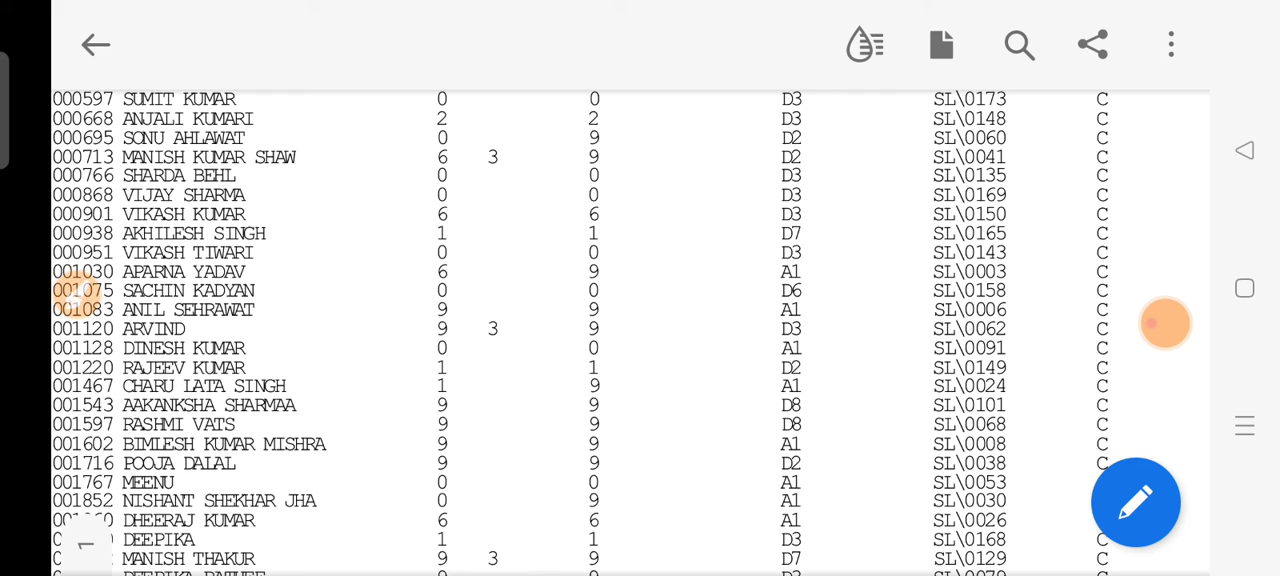 000597 SUMIT KUMAR 0 0 D3 SL\0173 C
000668 ANJALI KUMARI 2 2 D3 SL\0148 C
000695 SONU AHLAWAT 0 9 D2 SL\0060 C
000713 MANISH KUMAR SHAW 6 3 9 D2 SL\0041 C
000766 SHARDA BEHL 0 0 D3 SL\0135 C
000868 VIJAY SHARMA 0 0 D3 SL\0169 C
000901 VIKASH KUMAR 6 6 D3 SL\0150 C
000938 AKHILESH SINGH 1 1 D7 SL\0165 C
000951 VIKASH TIWARI 0 0 D3 SL\0143 C
001030 APARNA YADAV 6 9 A1 SL\0003 C
001075 SACHIN KADYAN 0 0 D6 SL\0158 C
001083 ANIL SEHRAWAT 9 9 A1 SL\0006 C
001120 ARVIND 9 3 9 D3 SL\0062 C
001128 DINESH KUMAR 0 0 A1 SL\0091 C
001220 RAJEEV KUMAR 1 1 D2 SL\0149 C
001467 CHARU LATA SINGH 1 9 A1 SL\0024 C
001543 AAKANKSHA SHARMAA 9 9 D8 SL\0101 C
001597 RASHMI VATS 9 9 D8 SL\0068 C
001602 BIMLESH KUMAR MISHRA 9 9 A1 SL\0008 C
001716 POOJA DALAL 9 9 D2 SL\0038 C
001767 MEENU 0 0 A1 SL\0053
001852 NISHANT SHEKHAR JHA 0 9 A1 SL\0030
DHEERAJ KUMAR 6 6 A1 SL\0026
DEEPIKA 1 1 D3 SL\0168 C
MANISH THAKUR 9 3 9 D7 SL\0129 C
1